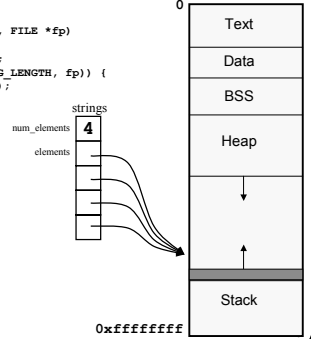 0
, FILE *fp)
;
G_LENGTH, fp)) {
);
strings
num_elements 4
elements
Text
Data
BSS
Heap
Stack
0xffffffff